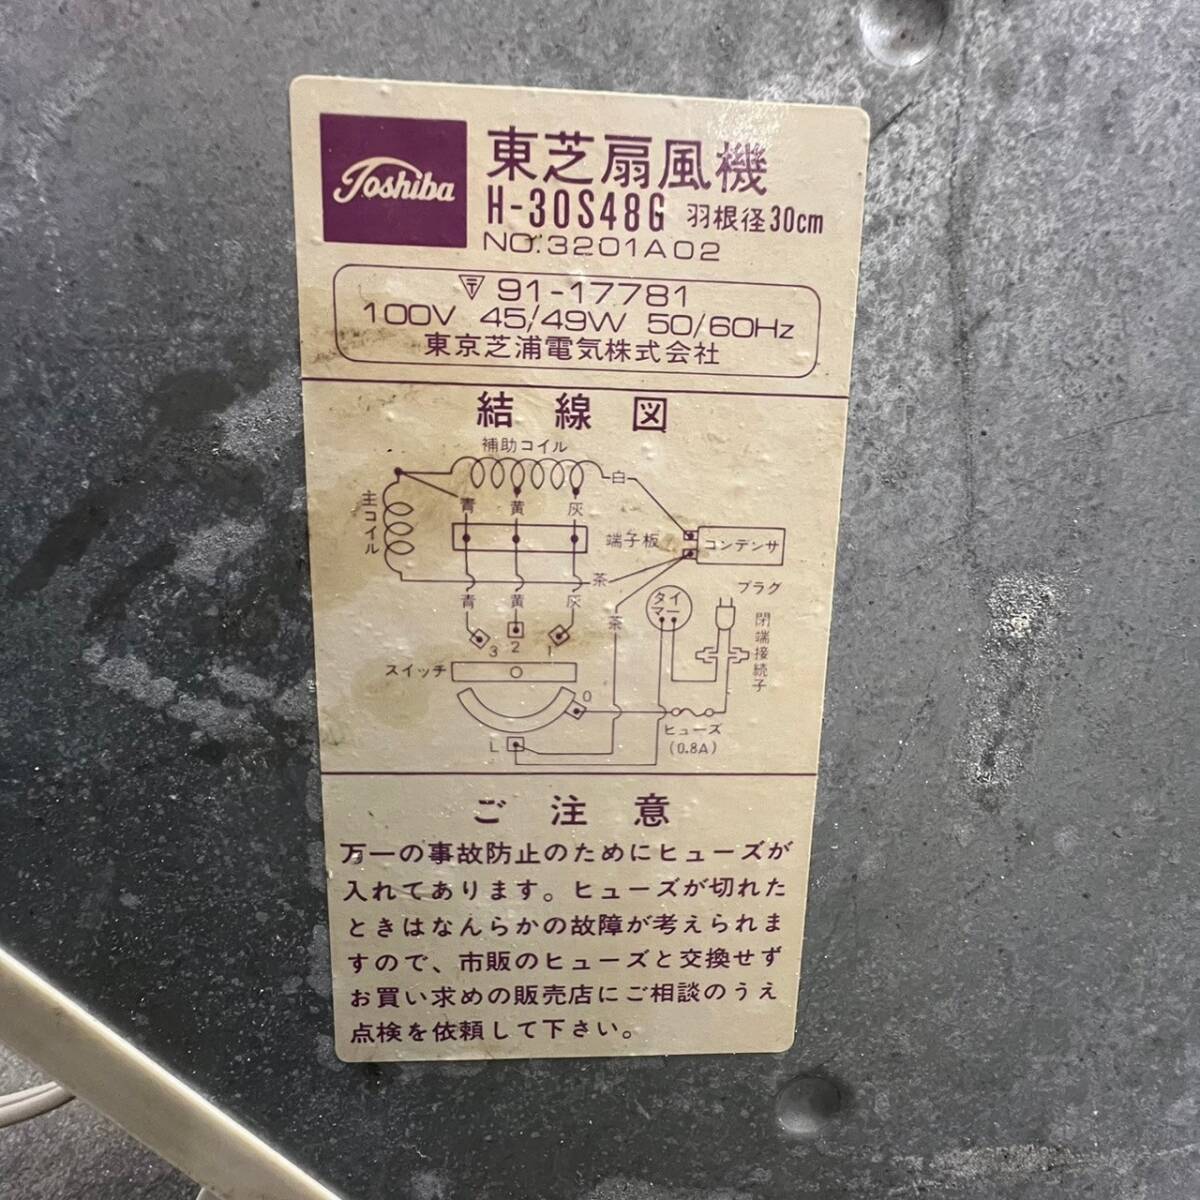 Toshiba
東芝扇風機
H-30S48G 羽根径30cm
NO.3201A02
〒 91-17781
100V 45/49W 50/60Hz
東京芝浦電気株式会社
結線図
補助コイル
白
主コイル
青 黄 灰
端子板
コンデンサ
茶
青 黄 灰
タイマー
プラグ
閉端接続子
茶
3 2 1
スイッチ
0
L
ヒューズ
(0.8A)
ご注意
万一の事故防止のためにヒューズが
入れてあります。ヒューズが切れた
ときはなんらかの故障が考えられま
すので、市販のヒューズと交換せず
お買い求めの販売店にご相談のうえ
点検を依頼して下さい。